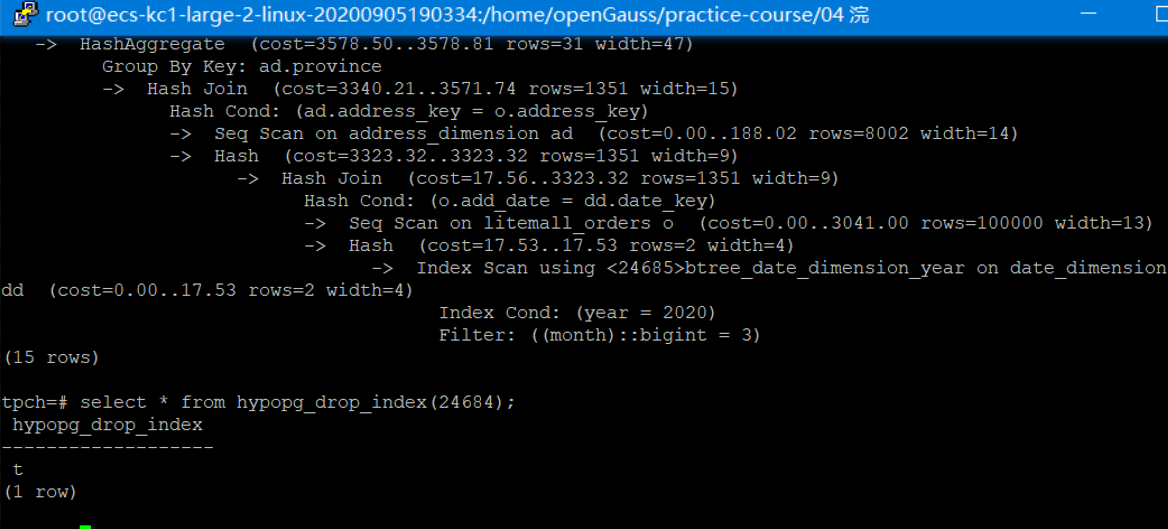 root@ecs-kc1-large-2-linux-20200905190334:/home/openGauss/practice-course/04 浣
-> HashAggregate (cost=3578.50..3578.81 rows=31 width=47)
Group By Key: ad.province
-> Hash Join (cost=3340.21..3571.74 rows=1351 width=15)
Hash Cond: (ad.address_key = o.address_key)
-> Seq Scan on address_dimension ad (cost=0.00..188.02 rows=8002 width=14)
-> Hash (cost=3323.32..3323.32 rows=1351 width=9)
-> Hash Join (cost=17.56..3323.32 rows=1351 width=9)
Hash Cond: (o.add_date = dd.date_key)
-> Seq Scan on litemall_orders o (cost=0.00..3041.00 rows=100000 width=13)
-> Hash (cost=17.53..17.53 rows=2 width=4)
-> Index Scan using <24685>btree_date_dimension_year on date_dimension
dd (cost=0.00..17.53 rows=2 width=4)
Index Cond: (year = 2020)
Filter: ((month)::bigint = 3)
(15 rows)
tpch=# select * from hypopg_drop_index(24684);
hypopg_drop_index
-------------------
t
(1 row)